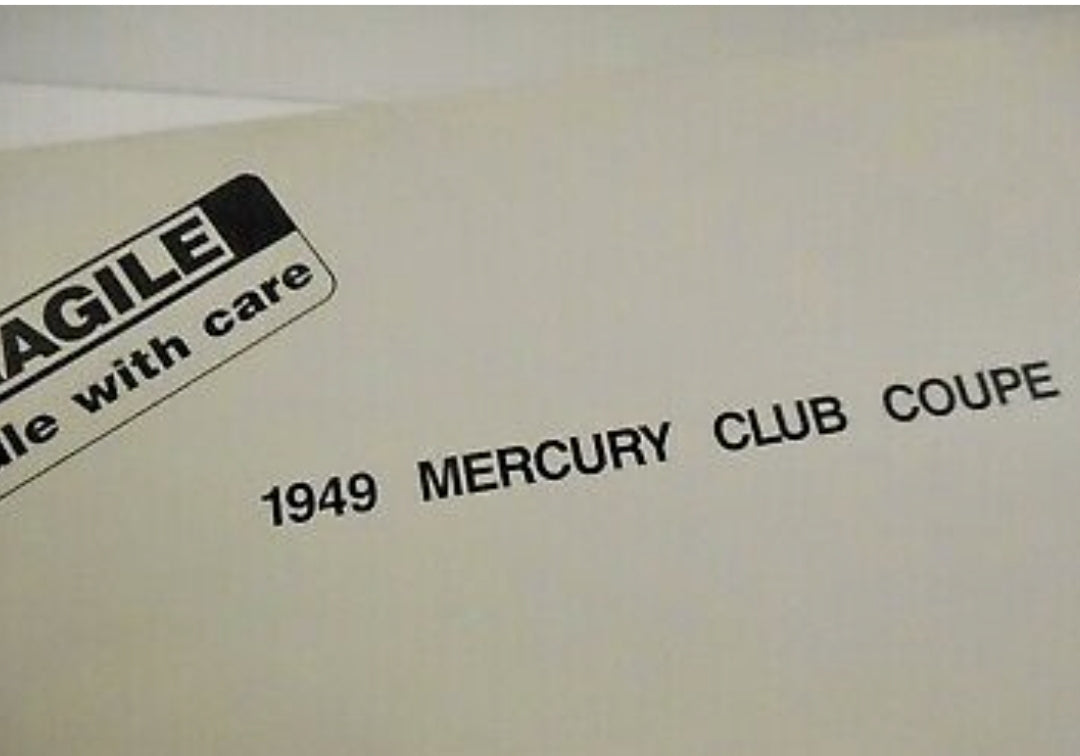 AGILE
le with care
1949 MERCURY CLUB COUPE